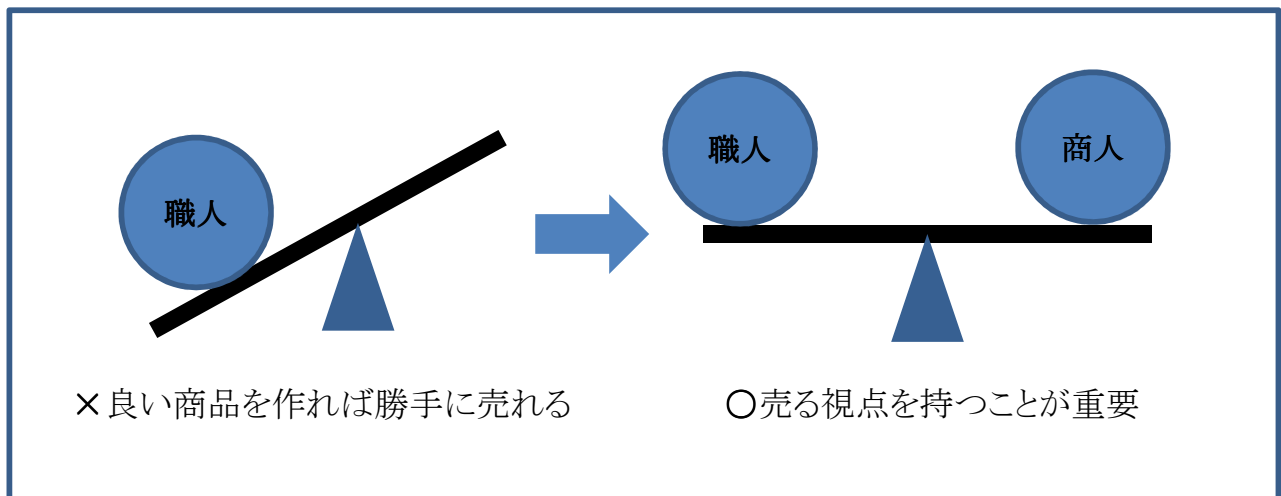 職人
職人
商人
×良い商品を作れば勝手に売れる
○売る視点を持つことが重要